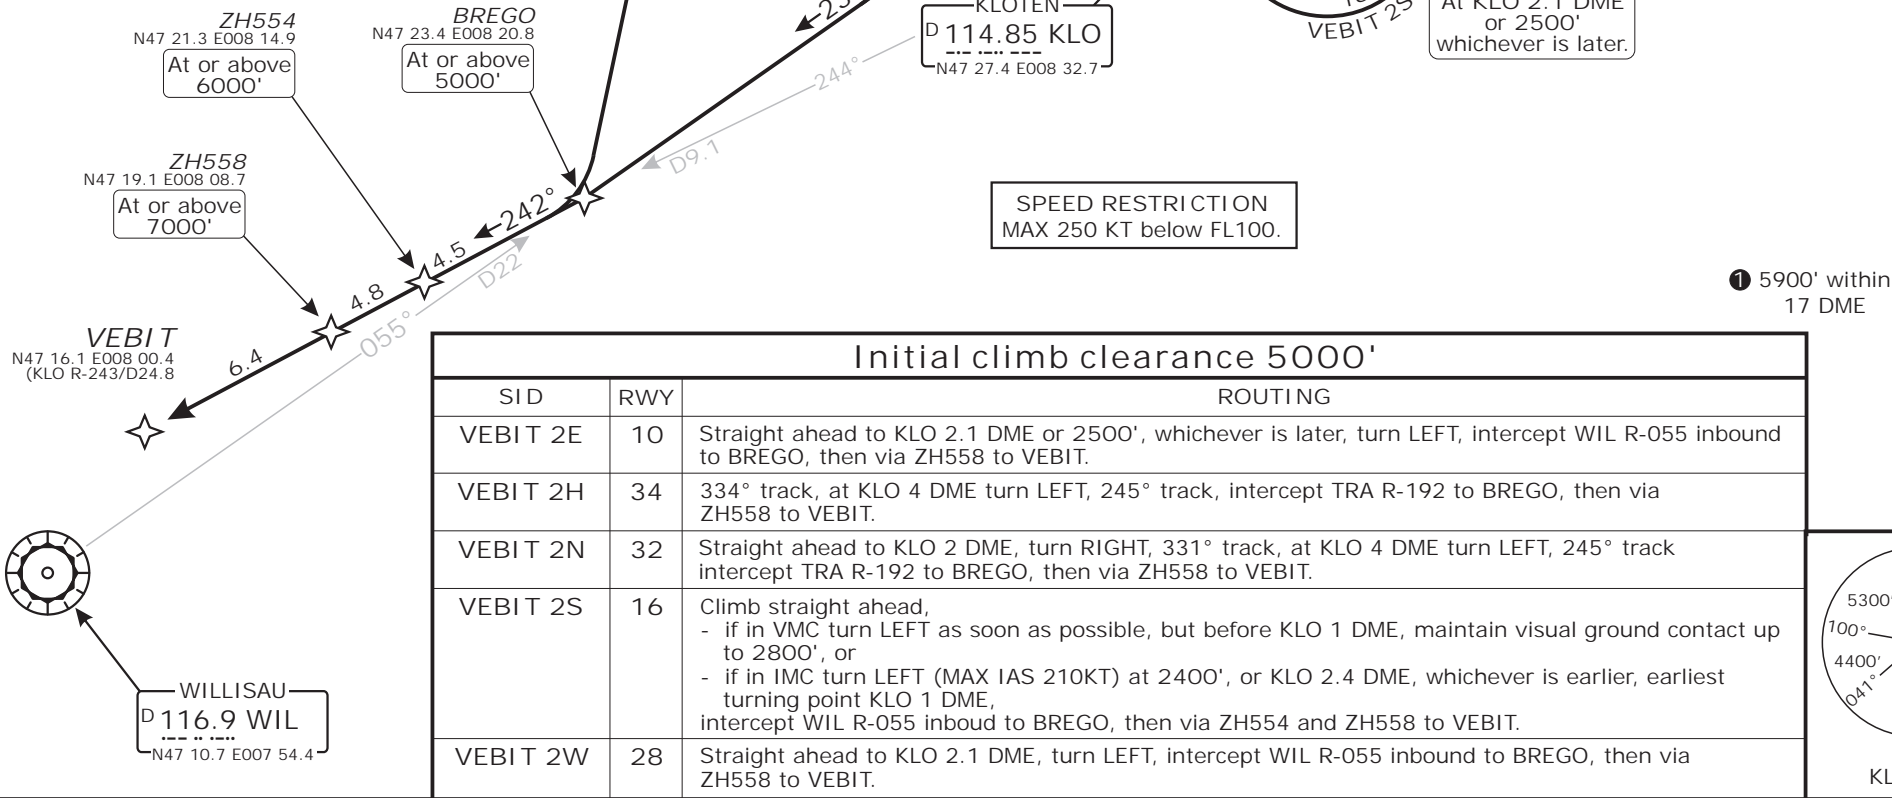 ZH554
N47 21.3 E008 14.9
At or above
6000'
BREGO
N47 23.4 E008 20.8
At or above
5000'
KLOTEN
D 114.85 KLO
N47 27.4 E008 32.7
VEBIT 2S
At KLO 2.1 DME
or 2500'
whichever is later.
244°
D9.1
ZH558
N47 19.1 E008 08.7
At or above
7000'
242°
4.5
D22
4.8
055°
6.4
SPEED RESTRICTION
MAX 250 KT below FL100.
1 5900' within
17 DME
VEBIT
N47 16.1 E008 00.4
(KLO R-243/D24.8
WILLISAU
D 116.9 WIL
N47 10.7 E007 54.4
Initial climb clearance 5000'
SID RWY ROUTING
VEBIT 2E 10 Straight ahead to KLO 2.1 DME or 2500', whichever is later, turn LEFT, intercept WIL R-055 inbound
to BREGO, then via ZH558 to VEBIT.
VEBIT 2H 34 334° track, at KLO 4 DME turn LEFT, 245° track, intercept TRA R-192 to BREGO, then via
ZH558 to VEBIT.
VEBIT 2N 32 Straight ahead to KLO 2 DME, turn RIGHT, 331° track, at KLO 4 DME turn LEFT, 245° track
intercept TRA R-192 to BREGO, then via ZH558 to VEBIT.
VEBIT 2S 16 Climb straight ahead,
- if in VMC turn LEFT as soon as possible, but before KLO 1 DME, maintain visual ground contact up
to 2800', or
- if in IMC turn LEFT (MAX IAS 210KT) at 2400', or KLO 2.4 DME, whichever is earlier, earliest
turning point KLO 1 DME,
intercept WIL R-055 inboud to BREGO, then via ZH554 and ZH558 to VEBIT.
VEBIT 2W 28 Straight ahead to KLO 2.1 DME, turn LEFT, intercept WIL R-055 inbound to BREGO, then via
ZH558 to VEBIT.
5300'
100°
4400'
041°
KL